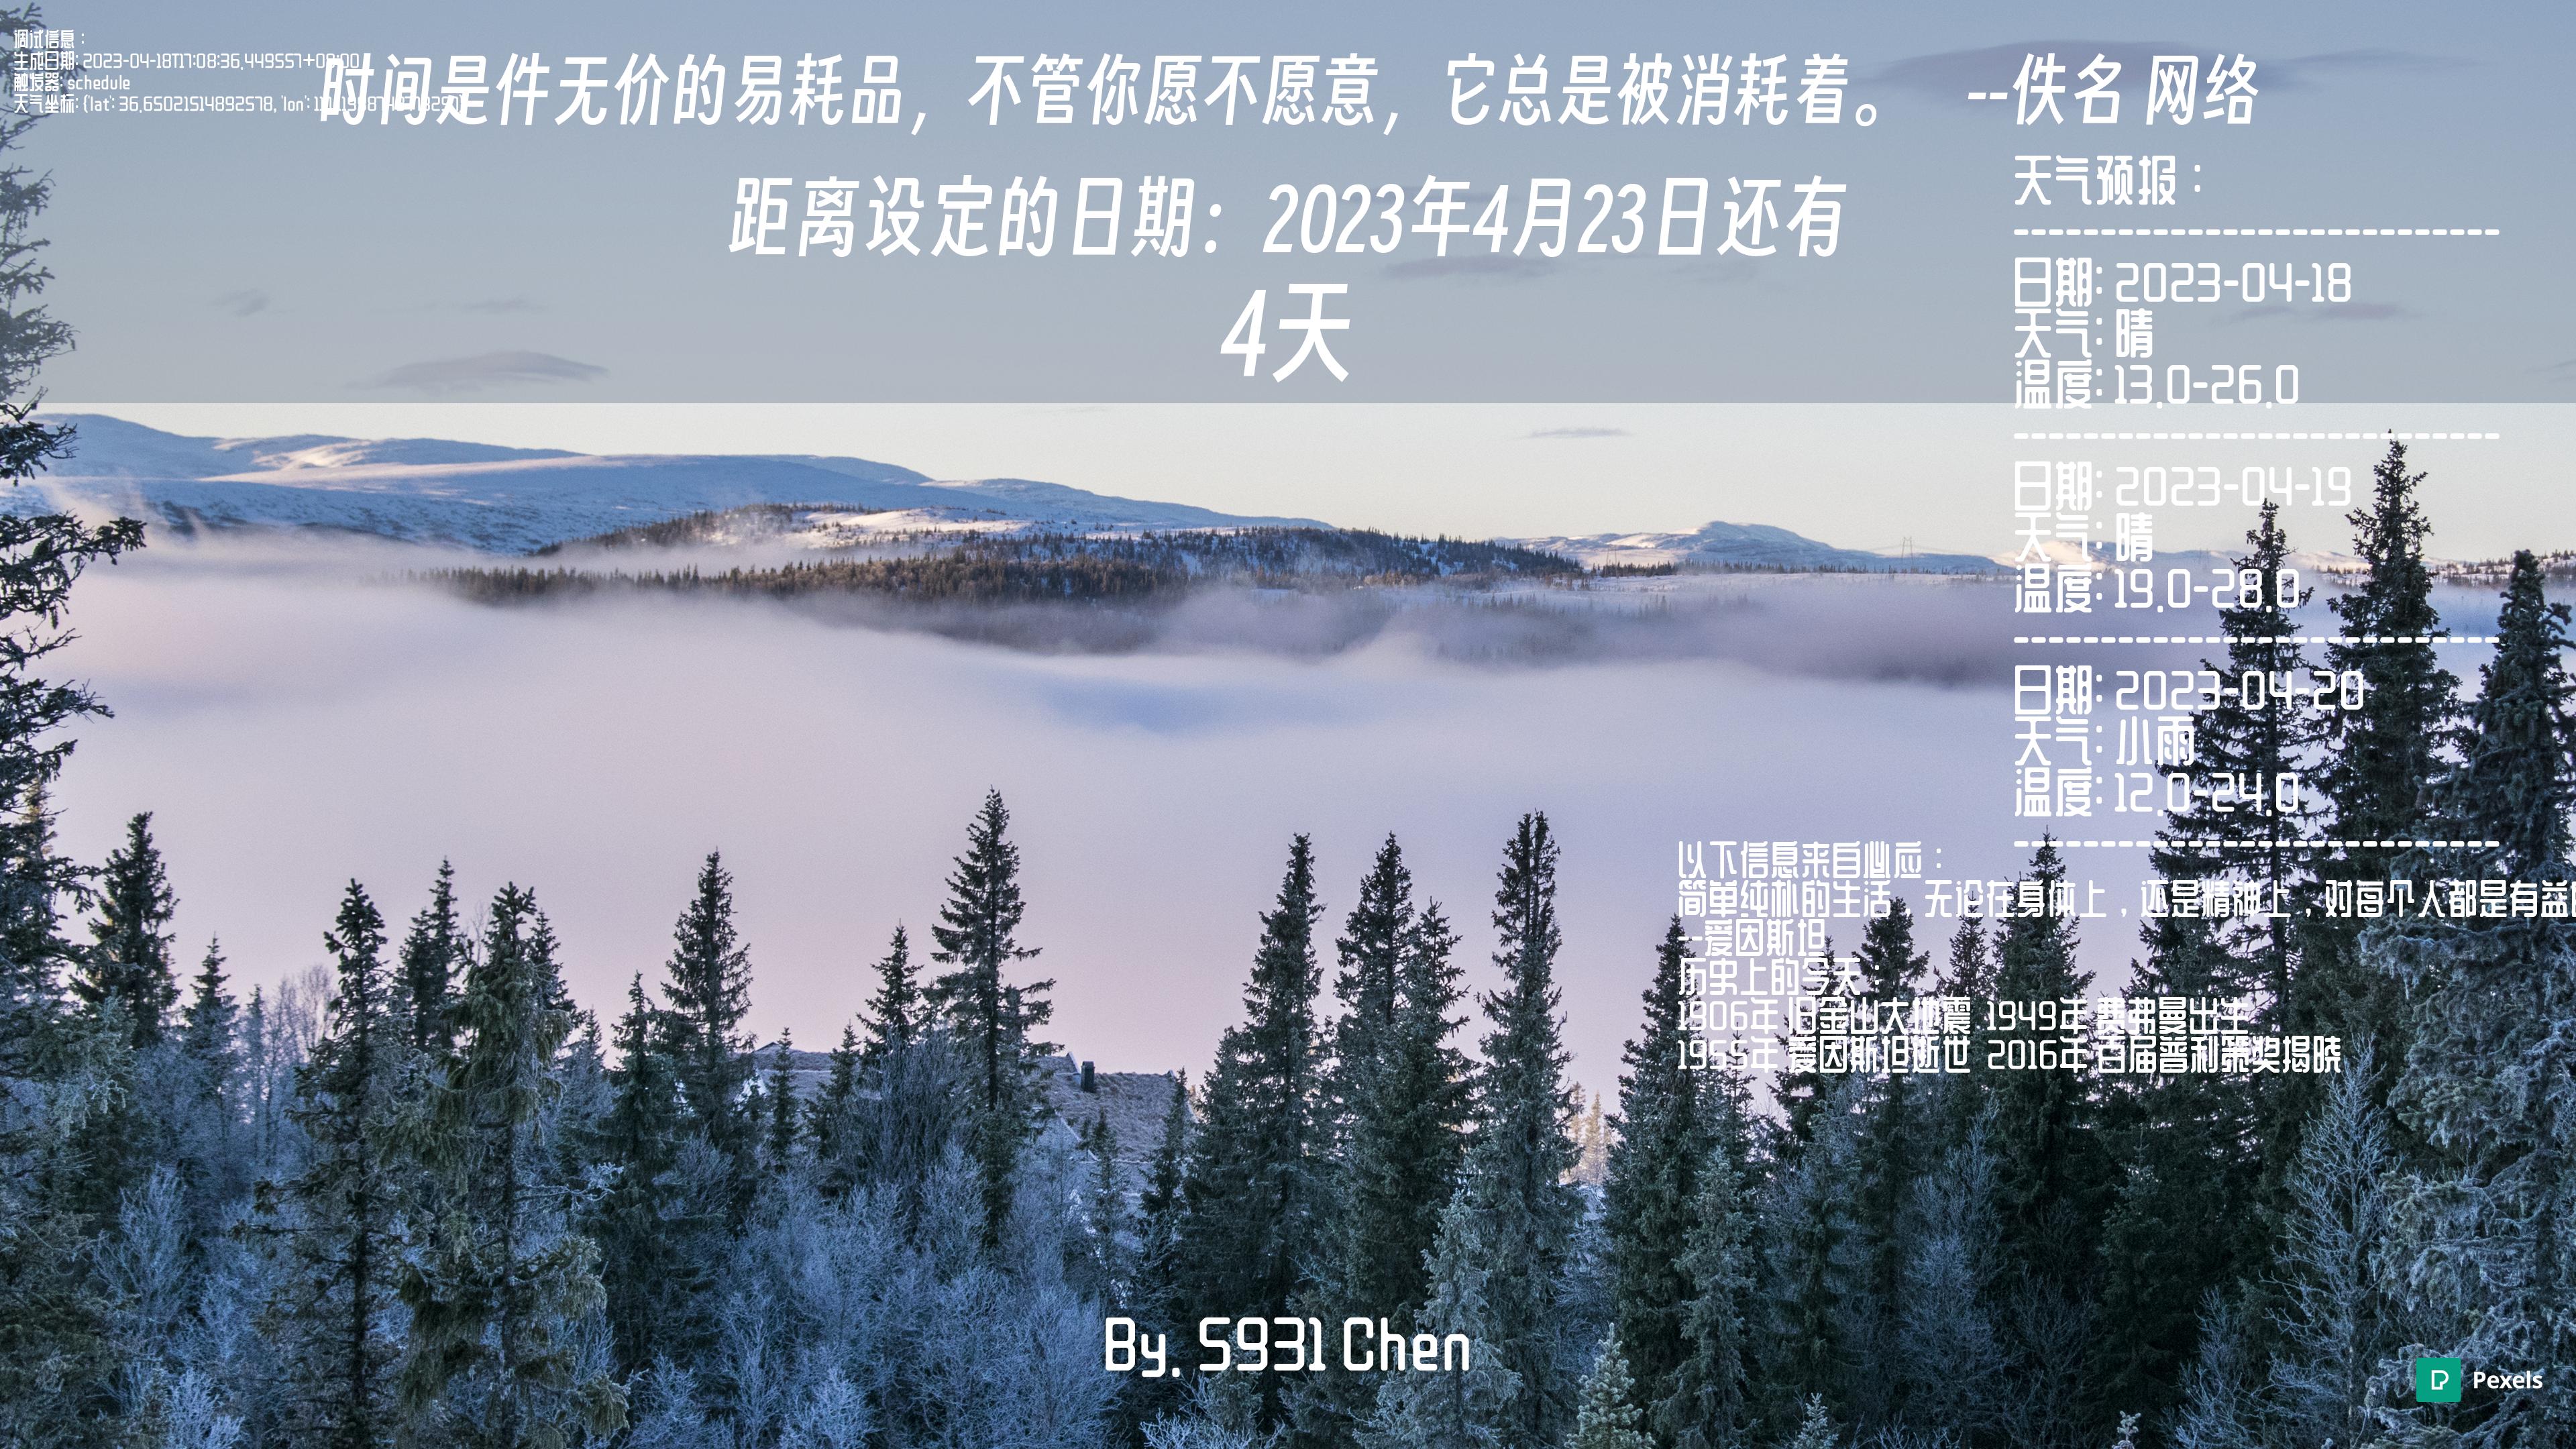 调试信息：
生成日期: 2023-04-18T17:08:36.449557+08:00
触发器: schedule
天气坐标: {'lat': 36.65021514892578, 'lon':
时间是件无价的易耗品，不管你愿不愿意，它总是被消耗着。 --佚名 网络
距离设定的日期：2023年4月23日还有
4天
天气预报：
----------------------------
日期: 2023-04-18
天气: 晴
温度: 13.0-26.0
----------------------------
日期: 2023-04-19
天气: 晴
温度: 19.0-28.0
----------------------------
日期: 2023-04-20
天气: 小雨
温度: 12.0-24.0
----------------------------
以下信息来自必应：
简单纯朴的生活，无论在身体上，还是精神上，对每个人都是有益
--爱因斯坦
历史上的今天：
1906年 旧金山大地震 1949年 费弗曼出生
1955年 爱因斯坦逝世 2016年 首届普利策奖揭晓
By. S931 Chen
Pexels